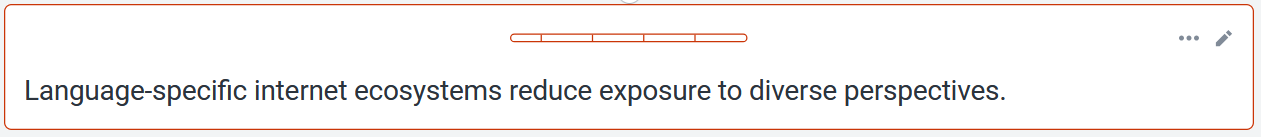 Language-specific internet ecosystems reduce exposure to diverse perspectives.